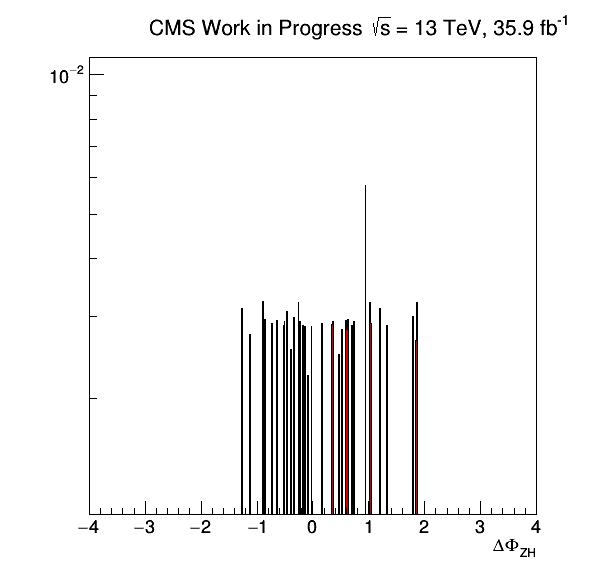 CMS Work in Progress √s = 13 TeV, 35.9 fb⁻¹
10⁻²
−4 −3 −2 −1 0 1 2 3 4
ΔΦ_ZH